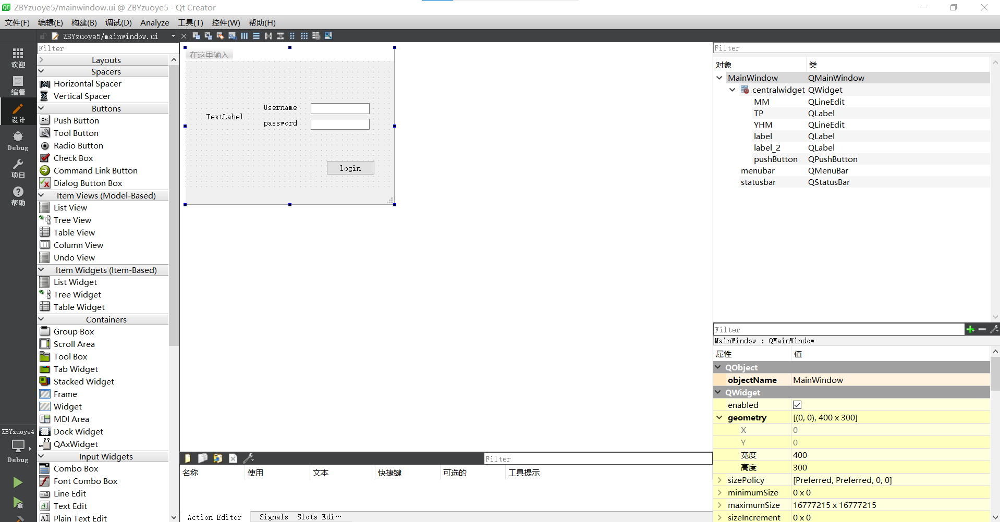 ZBYzuoye5/mainwindow.ui @ ZBYzuoye5 - Qt Creator
文件(F) 编辑(E) 构建(B) 调试(D) Analyze 工具(T) 控件(W) 帮助(H)
ZBYzuoye5/mainwindow.ui
欢迎
编辑
设计
Debug
项目
帮助
ZBYzuoye4
Debug
Filter
Layouts
Spacers
Horizontal Spacer
Vertical Spacer
Buttons
Push Button
Tool Button
Radio Button
Check Box
Command Link Button
Dialog Button Box
Item Views (Model-Based)
List View
Tree View
Table View
Column View
Undo View
Item Widgets (Item-Based)
List Widget
Tree Widget
Table Widget
Containers
Group Box
Scroll Area
Tool Box
Tab Widget
Stacked Widget
Frame
Widget
MDI Area
Dock Widget
QAxWidget
Input Widgets
Combo Box
Font Combo Box
Line Edit
Text Edit
Plain Text Edit
在这里输入
Username
TextLabel
password
login
Filter
名称 使用 文本 快捷键 可选的 工具提示
Action Editor Signals Slots Edi…
Filter
对象 类
MainWindow QMainWindow
centralwidget QWidget
MM QLineEdit
TP QLabel
YHM QLineEdit
label QLabel
label_2 QLabel
pushButton QPushButton
menubar QMenuBar
statusbar QStatusBar
Filter
MainWindow : QMainWindow
属性 值
QObject
objectName MainWindow
QWidget
enabled
geometry [(0, 0), 400 x 300]
X 0
Y 0
宽度 400
高度 300
sizePolicy [Preferred, Preferred, 0, 0]
minimumSize 0 x 0
maximumSize 16777215 x 16777215
sizeIncrement 0 x 0